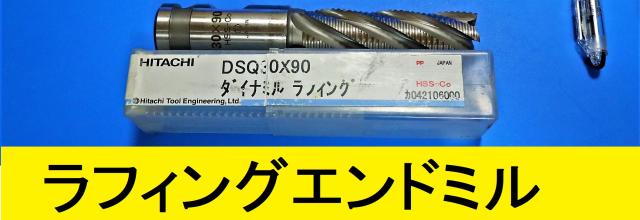 30X90
HSS-Co
HITACHI
DSQ30X90
PP JAPAN
ダイナミル ラフィング
HSS-Co
Hitachi Tool Engineering, Ltd.
ラフィングエンドミル